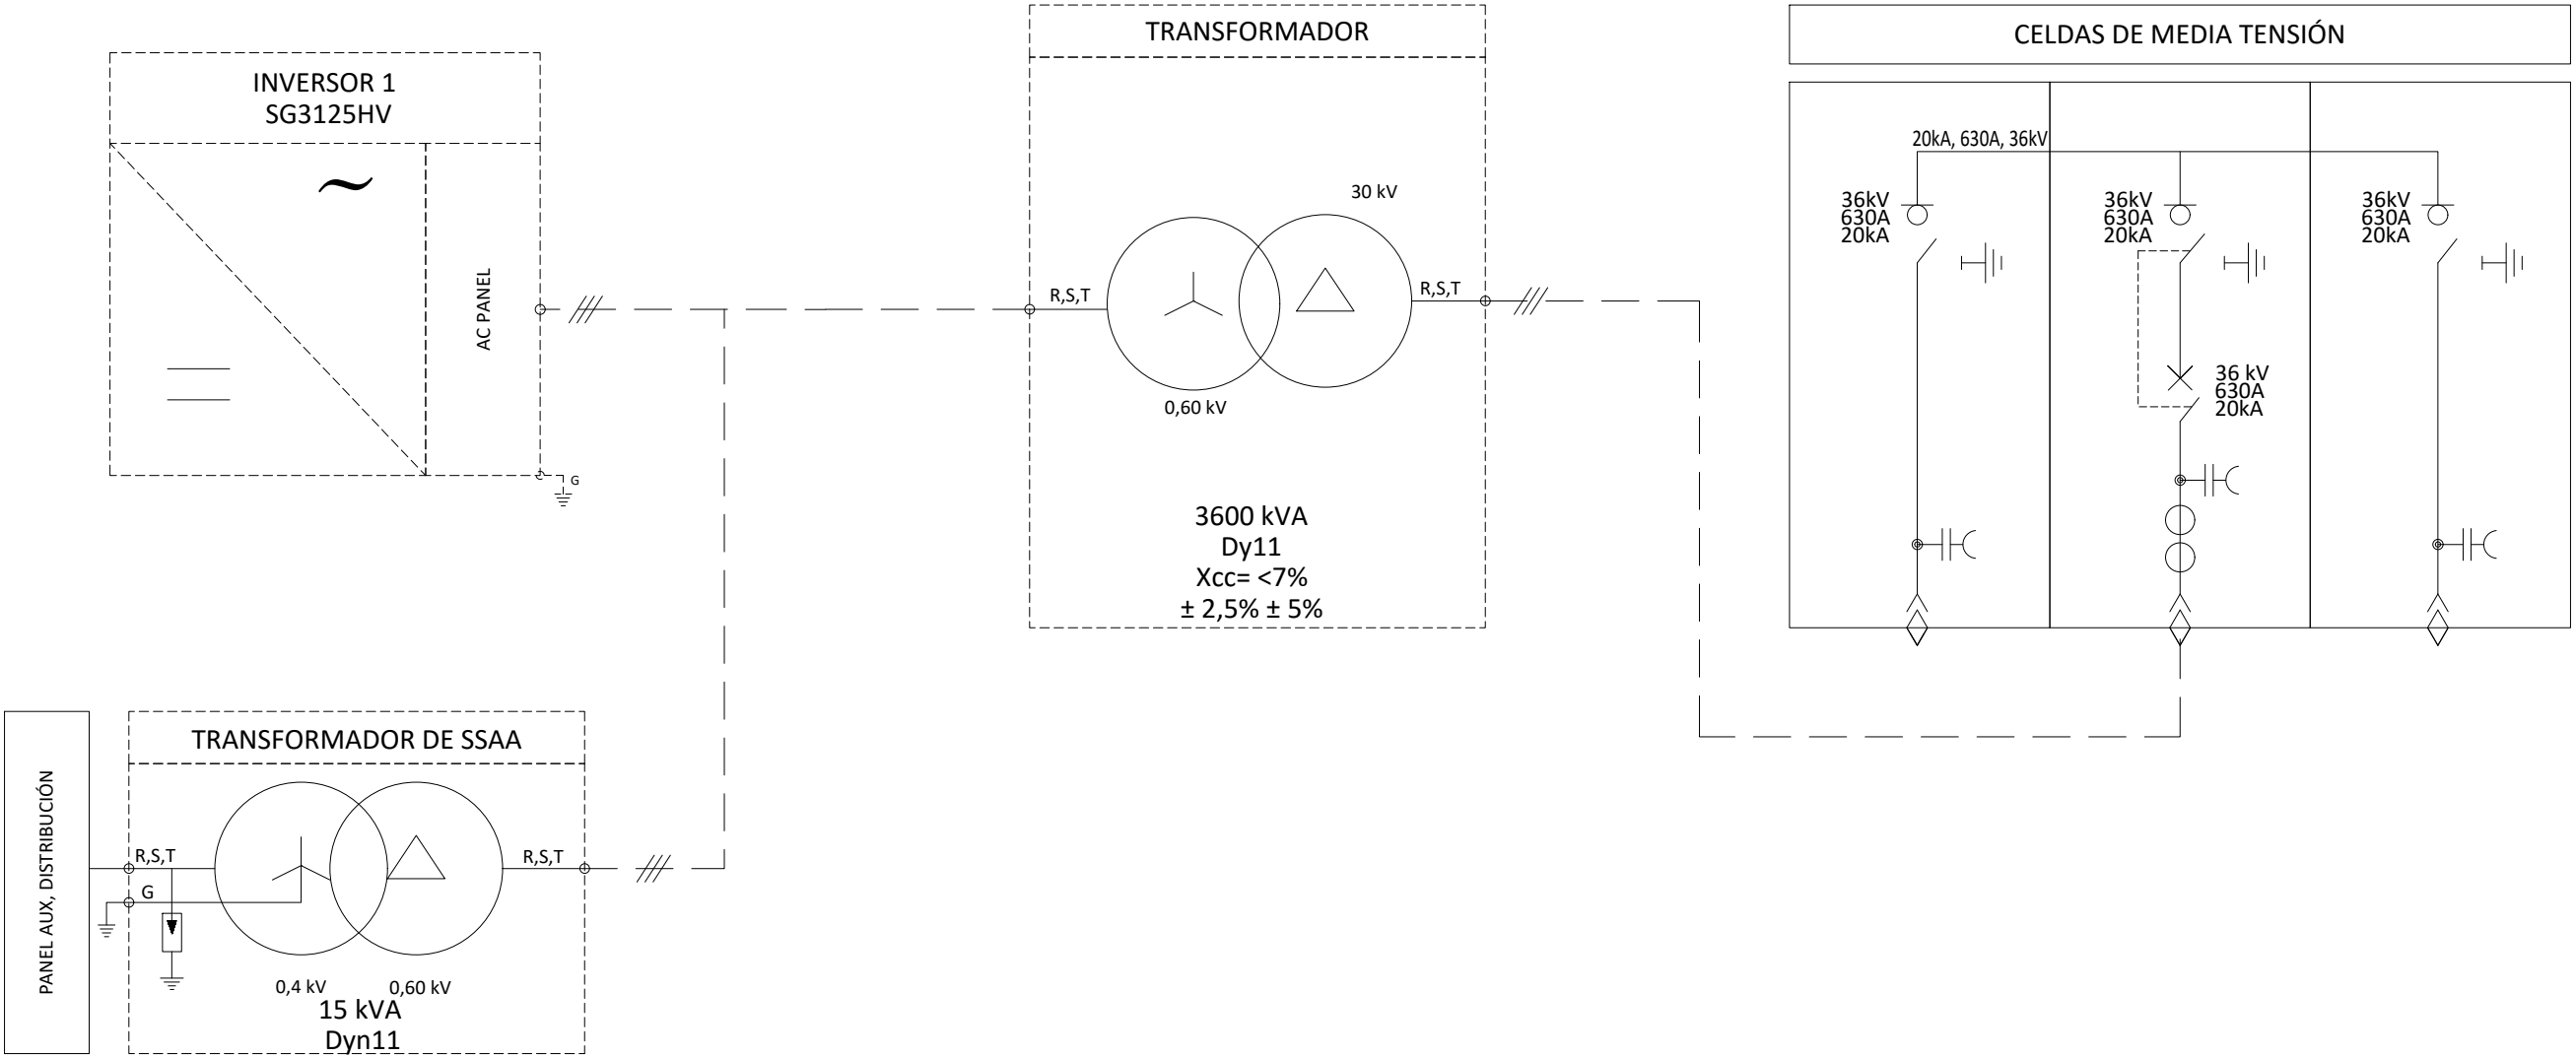 INVERSOR 1
SG3125HV
AC PANEL
G
TRANSFORMADOR
30 kV
R,S,T
R,S,T
0,60 kV
3600 kVA
Dy11
Xcc= <7%
± 2,5% ± 5%
CELDAS DE MEDIA TENSIÓN
20kA, 630A, 36kV
36kV
630A
20kA
36kV
630A
20kA
36kV
630A
20kA
36 kV
630A
20kA
PANEL AUX, DISTRIBUCIÓN
TRANSFORMADOR DE SSAA
R,S,T
G
R,S,T
0,4 kV
0,60 kV
15 kVA
Dyn11